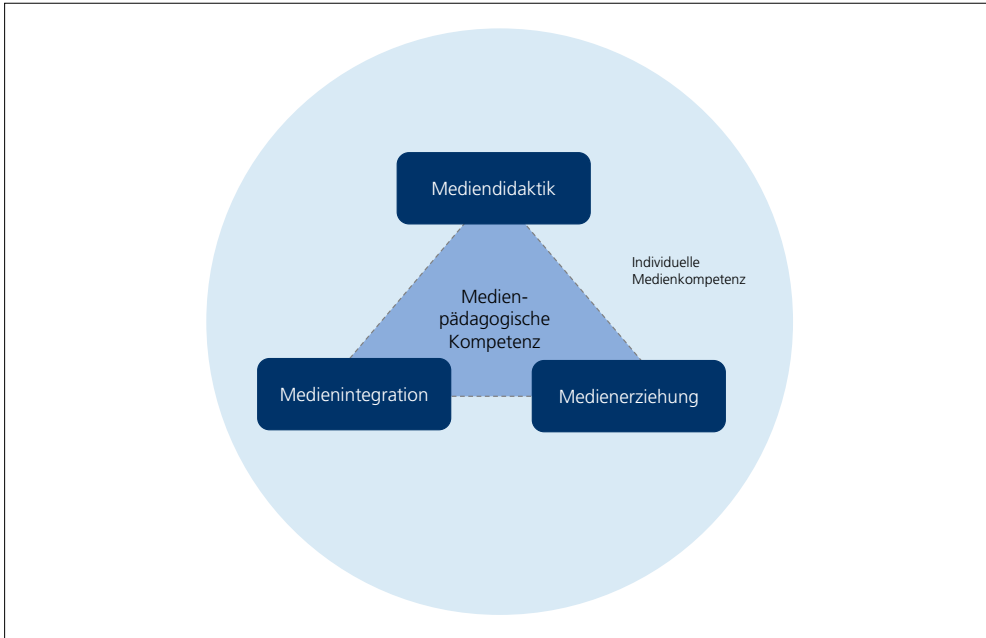 Mediendidaktik
Individuelle
Medienkompetenz
Medien-
pädagogische
Kompetenz
Medienintegration
Medienerziehung